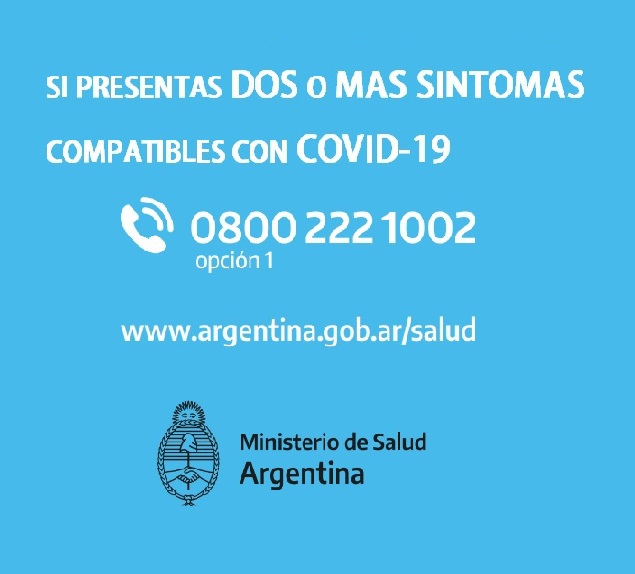 SI PRESENTAS DOS O MAS SINTOMAS
COMPATIBLES CON COVID-19
0800 222 1002
opción 1
www.argentina.gob.ar/salud
Ministerio de Salud
Argentina